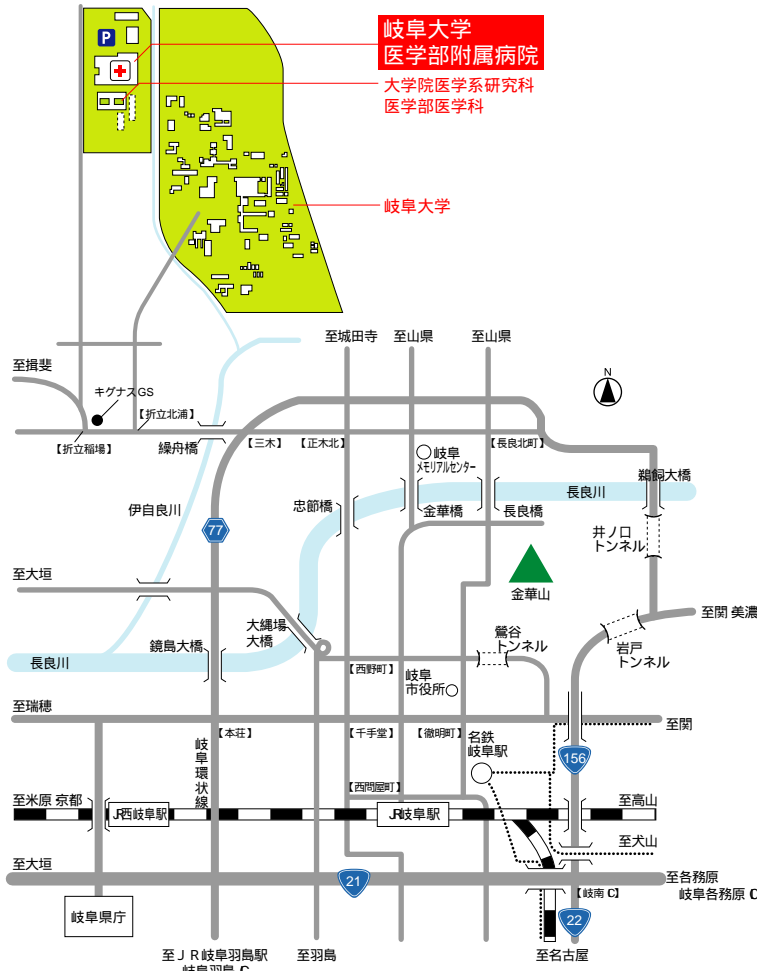 岐阜大学
医学部附属病院
P
大学院医学系研究科
医学部医学科
岐阜大学
至城田寺
至山県
至山県
至揖斐
キグナスGS
N
【折立北浦】
【折立稲場】
繰舟橋
【三木】
【正木北】
【長良北町】
岐阜
メモリアルセンター
鵜飼大橋
長良川
伊自良川
忠節橋
金華橋
長良橋
77
井ノ口
トンネル
至大垣
金華山
至関 美濃
大縄場
大橋
鶯谷
トンネル
鏡島大橋
岩戸
トンネル
長良川
【西野町】
岐阜
市役所
至瑞穂
至関
【本荘】
【千手堂】
【徹明町】
名鉄
岐阜駅
岐阜環状線
156
【西問屋町】
至米原 京都
JR西岐阜駅
JR岐阜駅
至高山
至犬山
至大垣
21
至各務原
岐阜各務原 C
【岐南 C】
岐阜県庁
22
至JR岐阜羽島駅
岐阜羽島 C
至羽島
至名古屋